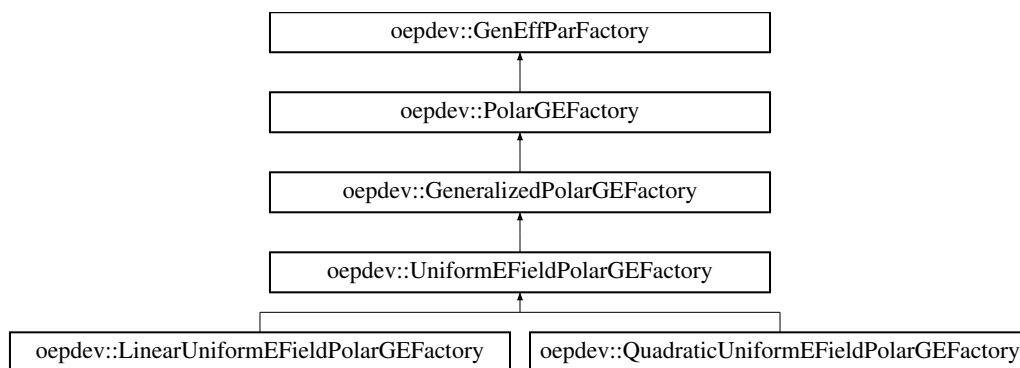 oepdev::GenEffParFactory
oepdev::PolarGEFactory
oepdev::GeneralizedPolarGEFactory
oepdev::UniformEFieldPolarGEFactory
oepdev::LinearUniformEFieldPolarGEFactory
oepdev::QuadraticUniformEFieldPolarGEFactory